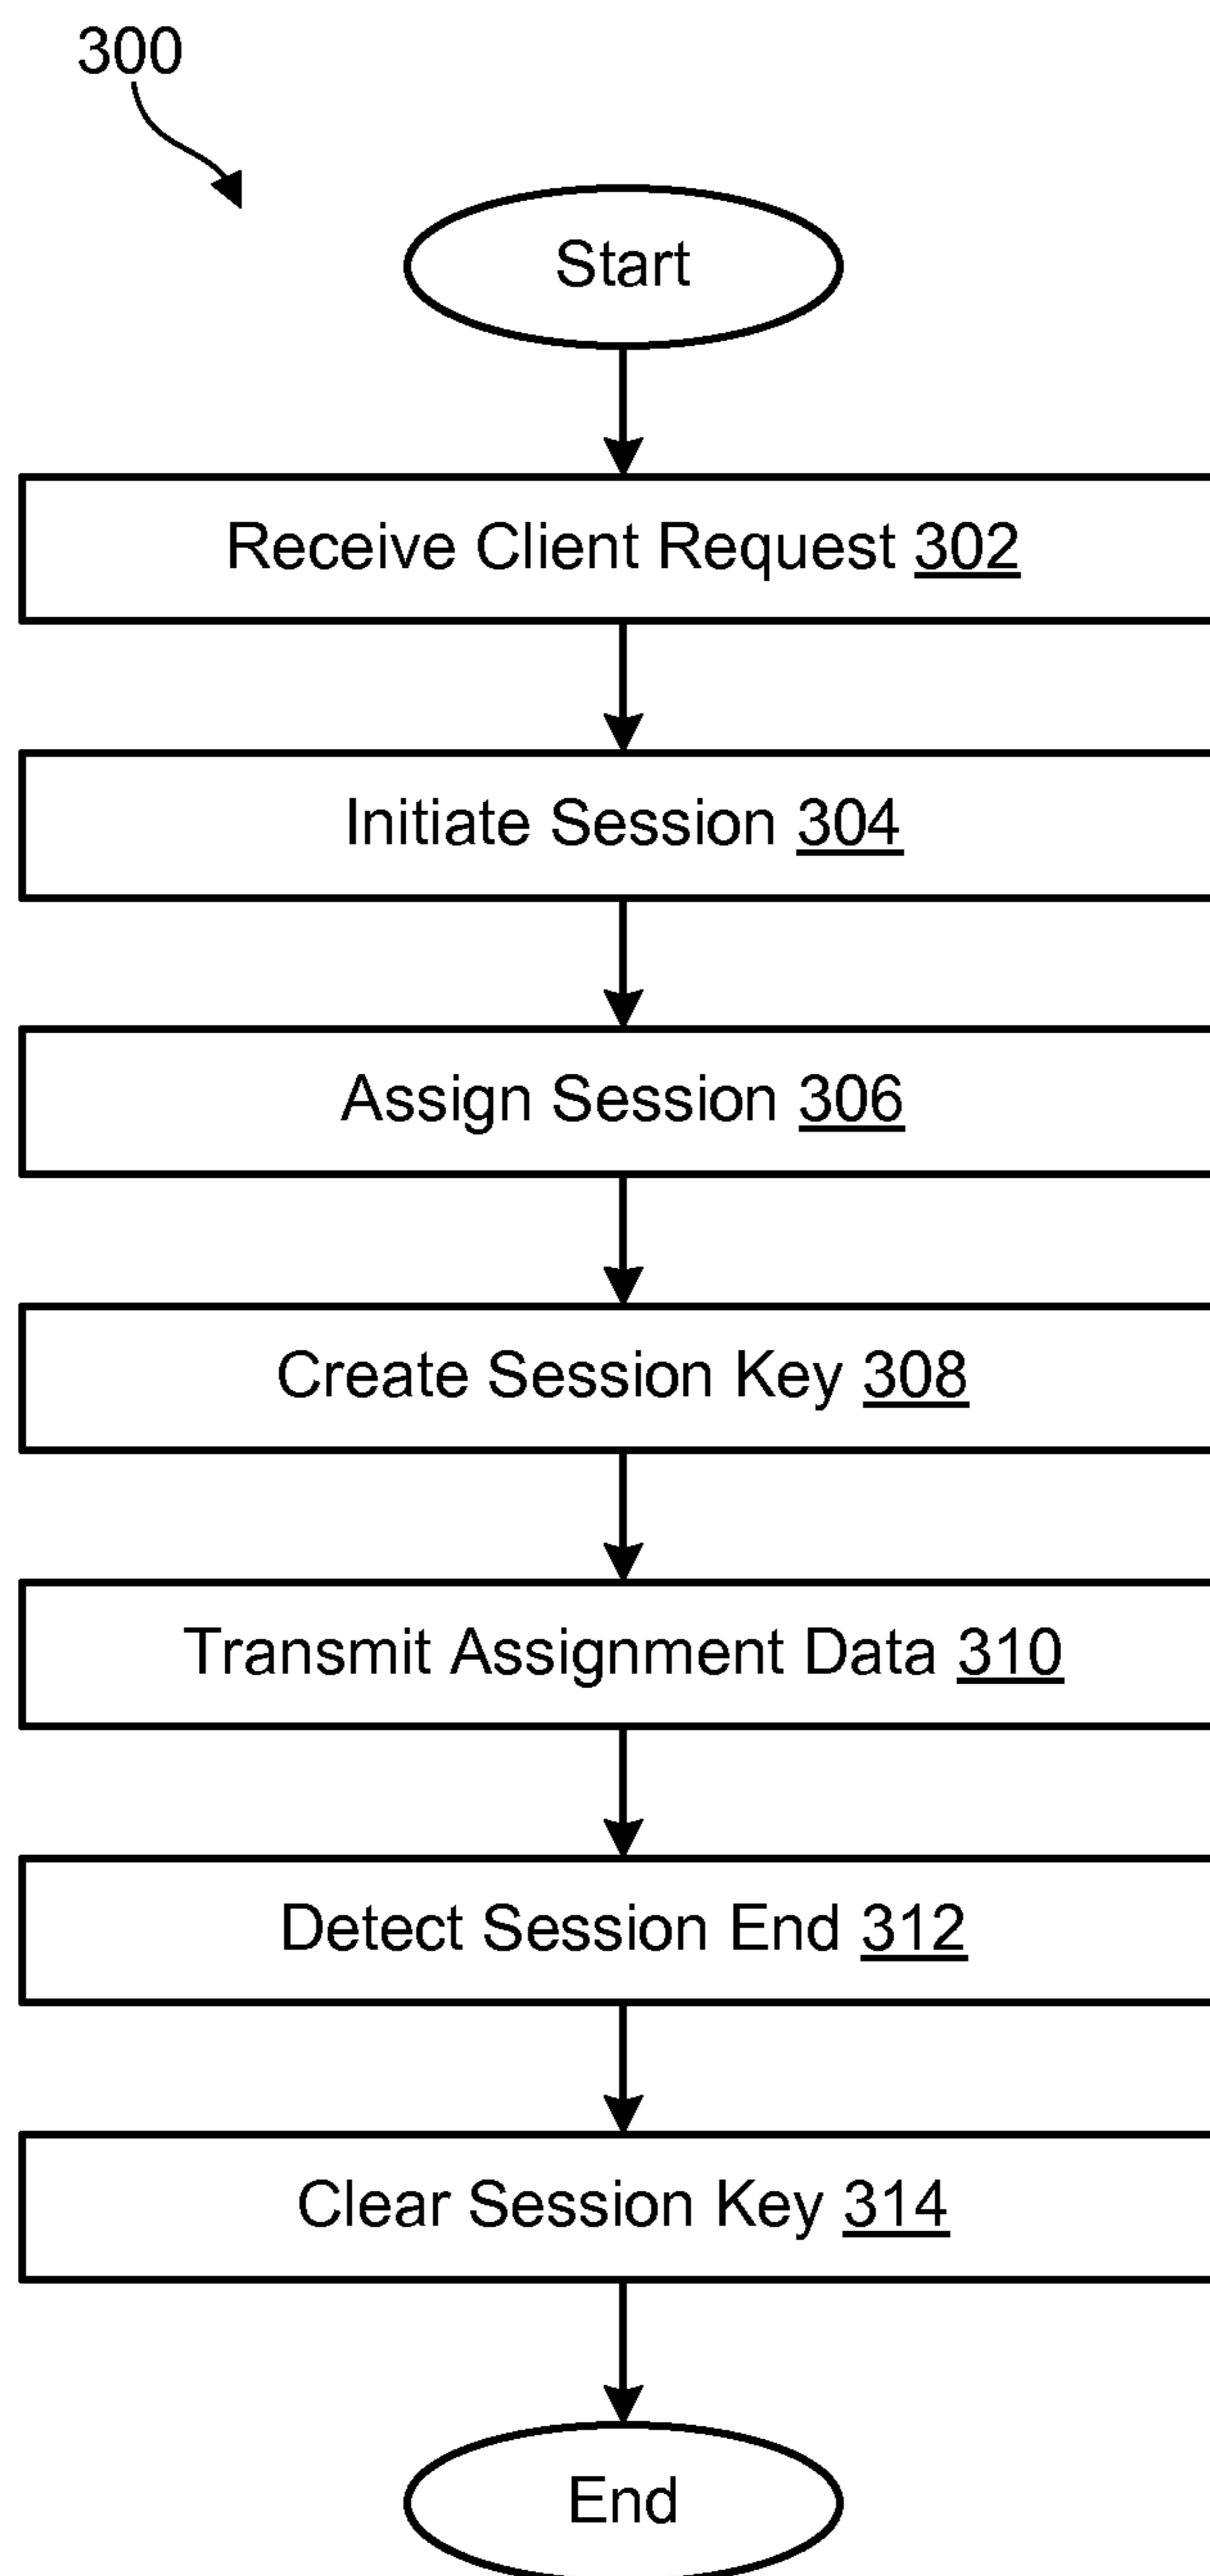 300
Start
Receive Client Request 302
Initiate Session 304
Assign Session 306
Create Session Key 308
Transmit Assignment Data 310
Detect Session End 312
Clear Session Key 314
End